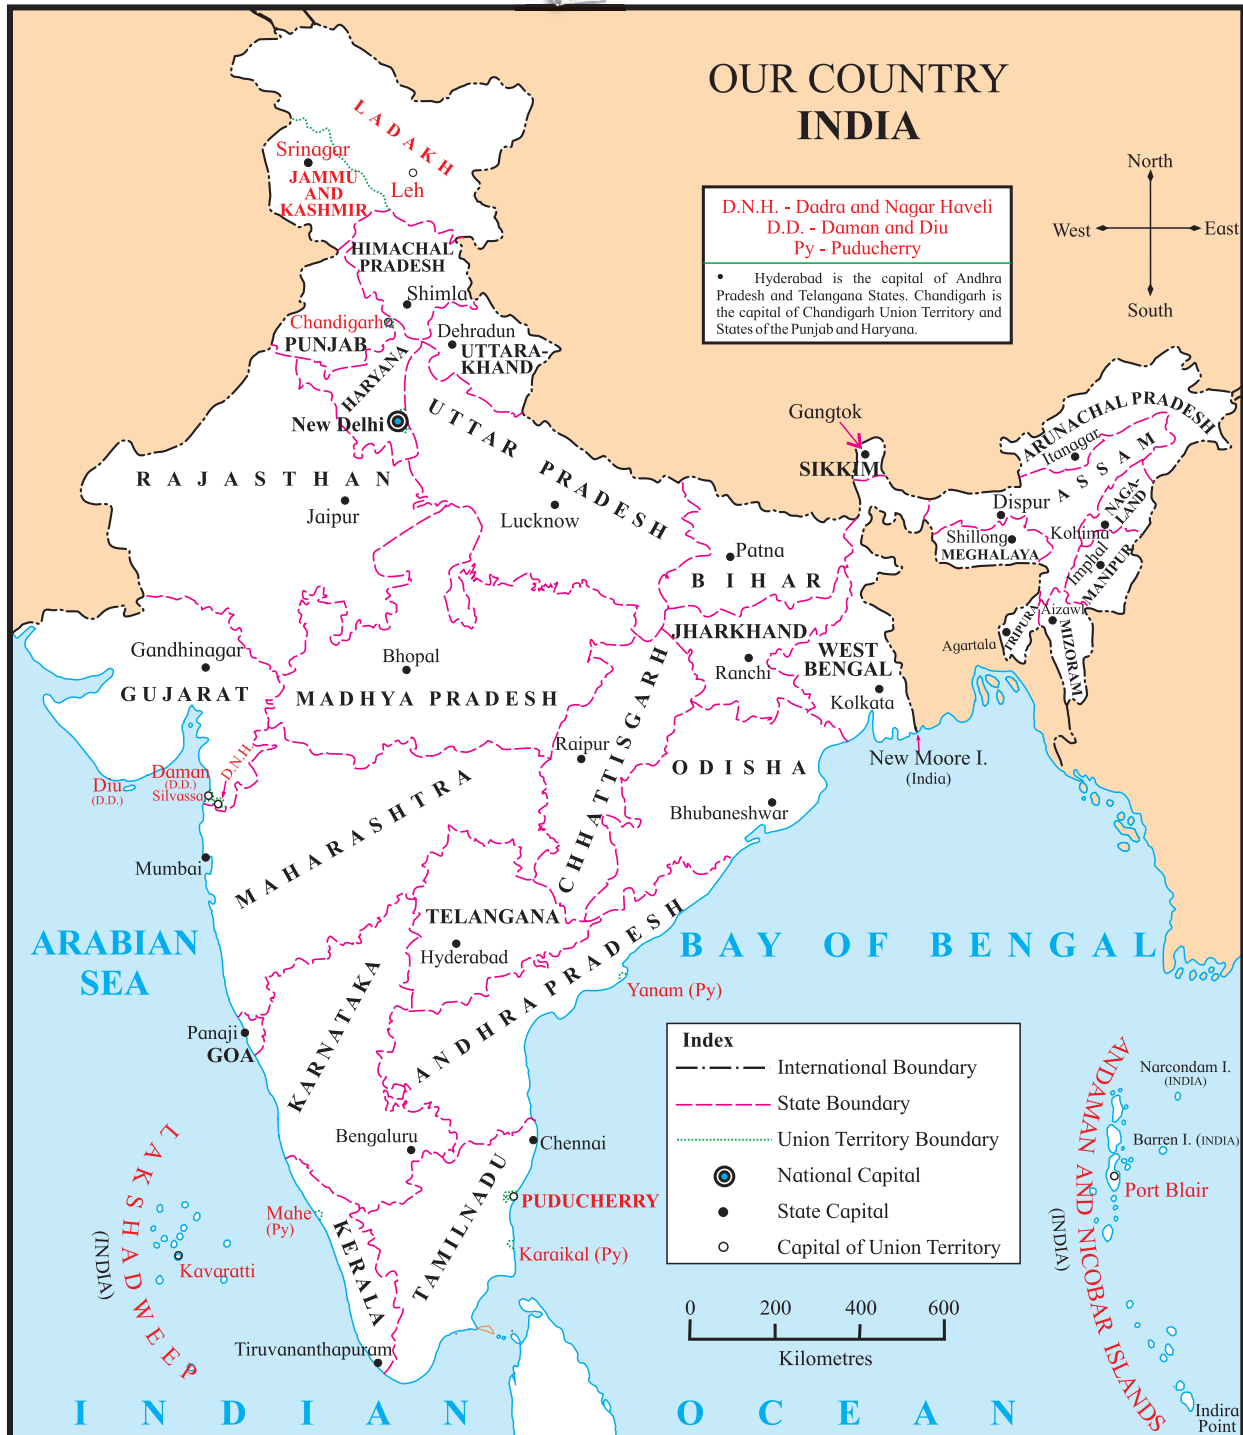 OUR COUNTRY
INDIA
North
West
East
South
D.N.H. - Dadra and Nagar Haveli
D.D. - Daman and Diu
Py - Puducherry
• Hyderabad is the capital of Andhra
Pradesh and Telangana States. Chandigarh is
the capital of Chandigarh Union Territory and
States of the Punjab and Haryana.
LADAKH
Srinagar
JAMMU
AND
KASHMIR
Leh
HIMACHAL
PRADESH
Shimla
Chandigarh
PUNJAB
Dehradun
UTTARA-
KHAND
HARYANA
New Delhi
UTTAR PRADESH
Lucknow
RAJASTHAN
Jaipur
Gangtok
SIKKIM
ARUNACHAL PRADESH
Itanagar
ASSAM
Dispur
NAGA-
LAND
Kohima
Shillong
MEGHALAYA
Imphal
MANIPUR
Aizawl
MIZORAM
TRIPURA
Agartala
Patna
BIHAR
JHARKHAND
Ranchi
WEST
BENGAL
Kolkata
New Moore I.
(India)
Gandhinagar
GUJARAT
Bhopal
MADHYA PRADESH
Raipur
CHHATTISGARH
ODISHA
Bhubaneshwar
D.N.H.
Daman
(D.D.)
Silvassa
Diu
(D.D.)
Mumbai
MAHARASHTRA
TELANGANA
Hyderabad
ANDHRA PRADESH
Yanam (Py)
ARABIAN
SEA
BAY OF BENGAL
Panaji
GOA
KARNATAKA
Bengaluru
Chennai
PUDUCHERRY
Karaikal (Py)
TAMILNADU
Mahe
(Py)
KERALA
Tiruvananthapuram
LAKSHADWEEP
(INDIA)
Kavaratti
Index
International Boundary
State Boundary
Union Territory Boundary
National Capital
State Capital
Capital of Union Territory
0 200 400 600
Kilometres
ANDAMAN AND NICOBAR ISLANDS
(INDIA)
Narcondam I.
(INDIA)
Barren I. (INDIA)
Port Blair
Indira
Point
INDIAN OCEAN